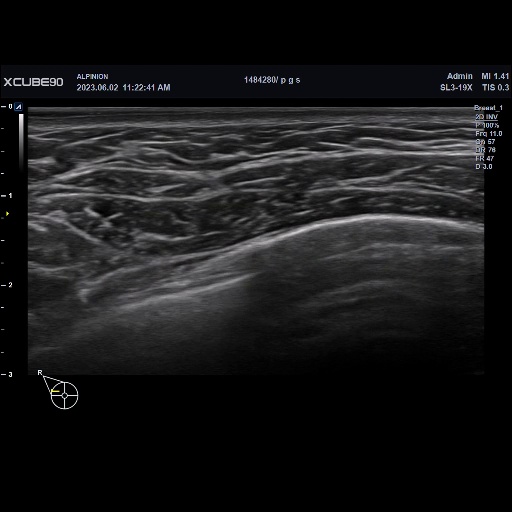 XCUBE90
ALPINION
2023.06.02 11:22:41 AM
1484280/ p g s
Admin
MI 1.41
SL3-19X
TIS 0.3
Breast_1
2D INV
P 100%
Frq 11.0
Gn 57
DR 76
FR 47
D 3.0
0
1
2
3
R